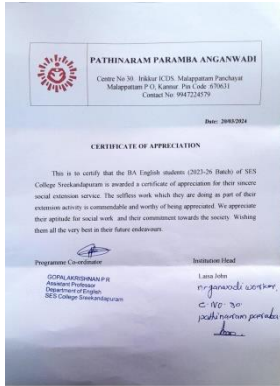 PATHINARAM PARAMBA ANGANWADI
Centre No 30. Irikkur ICDS. Malappattam Panchayat
Malappattam P O, Kannur. Pin Code 670631
Contact No. 9947224579
Date: 20/03/2024
CERTIFICATE OF APPRECIATION
This is to certify that the BA English students (2023-26 Batch) of SES
College Sreekandapuram is awarded a certificate of appreciation for their sincere
social extension service. The selfless work which they are doing as part of their
extension activity is commendable and worthy of being appreciated. We appreciate
their aptitude for social work and their commitment towards the society. Wishing
them all the very best in their future endeavours.
Programme Co-ordinator
Institution Head
GOPALAKRISHNAN P R
Assistant Professor
Department of English
SES College Sreekandapuram
Lassa John
C-NO-30
pathinaram paramba